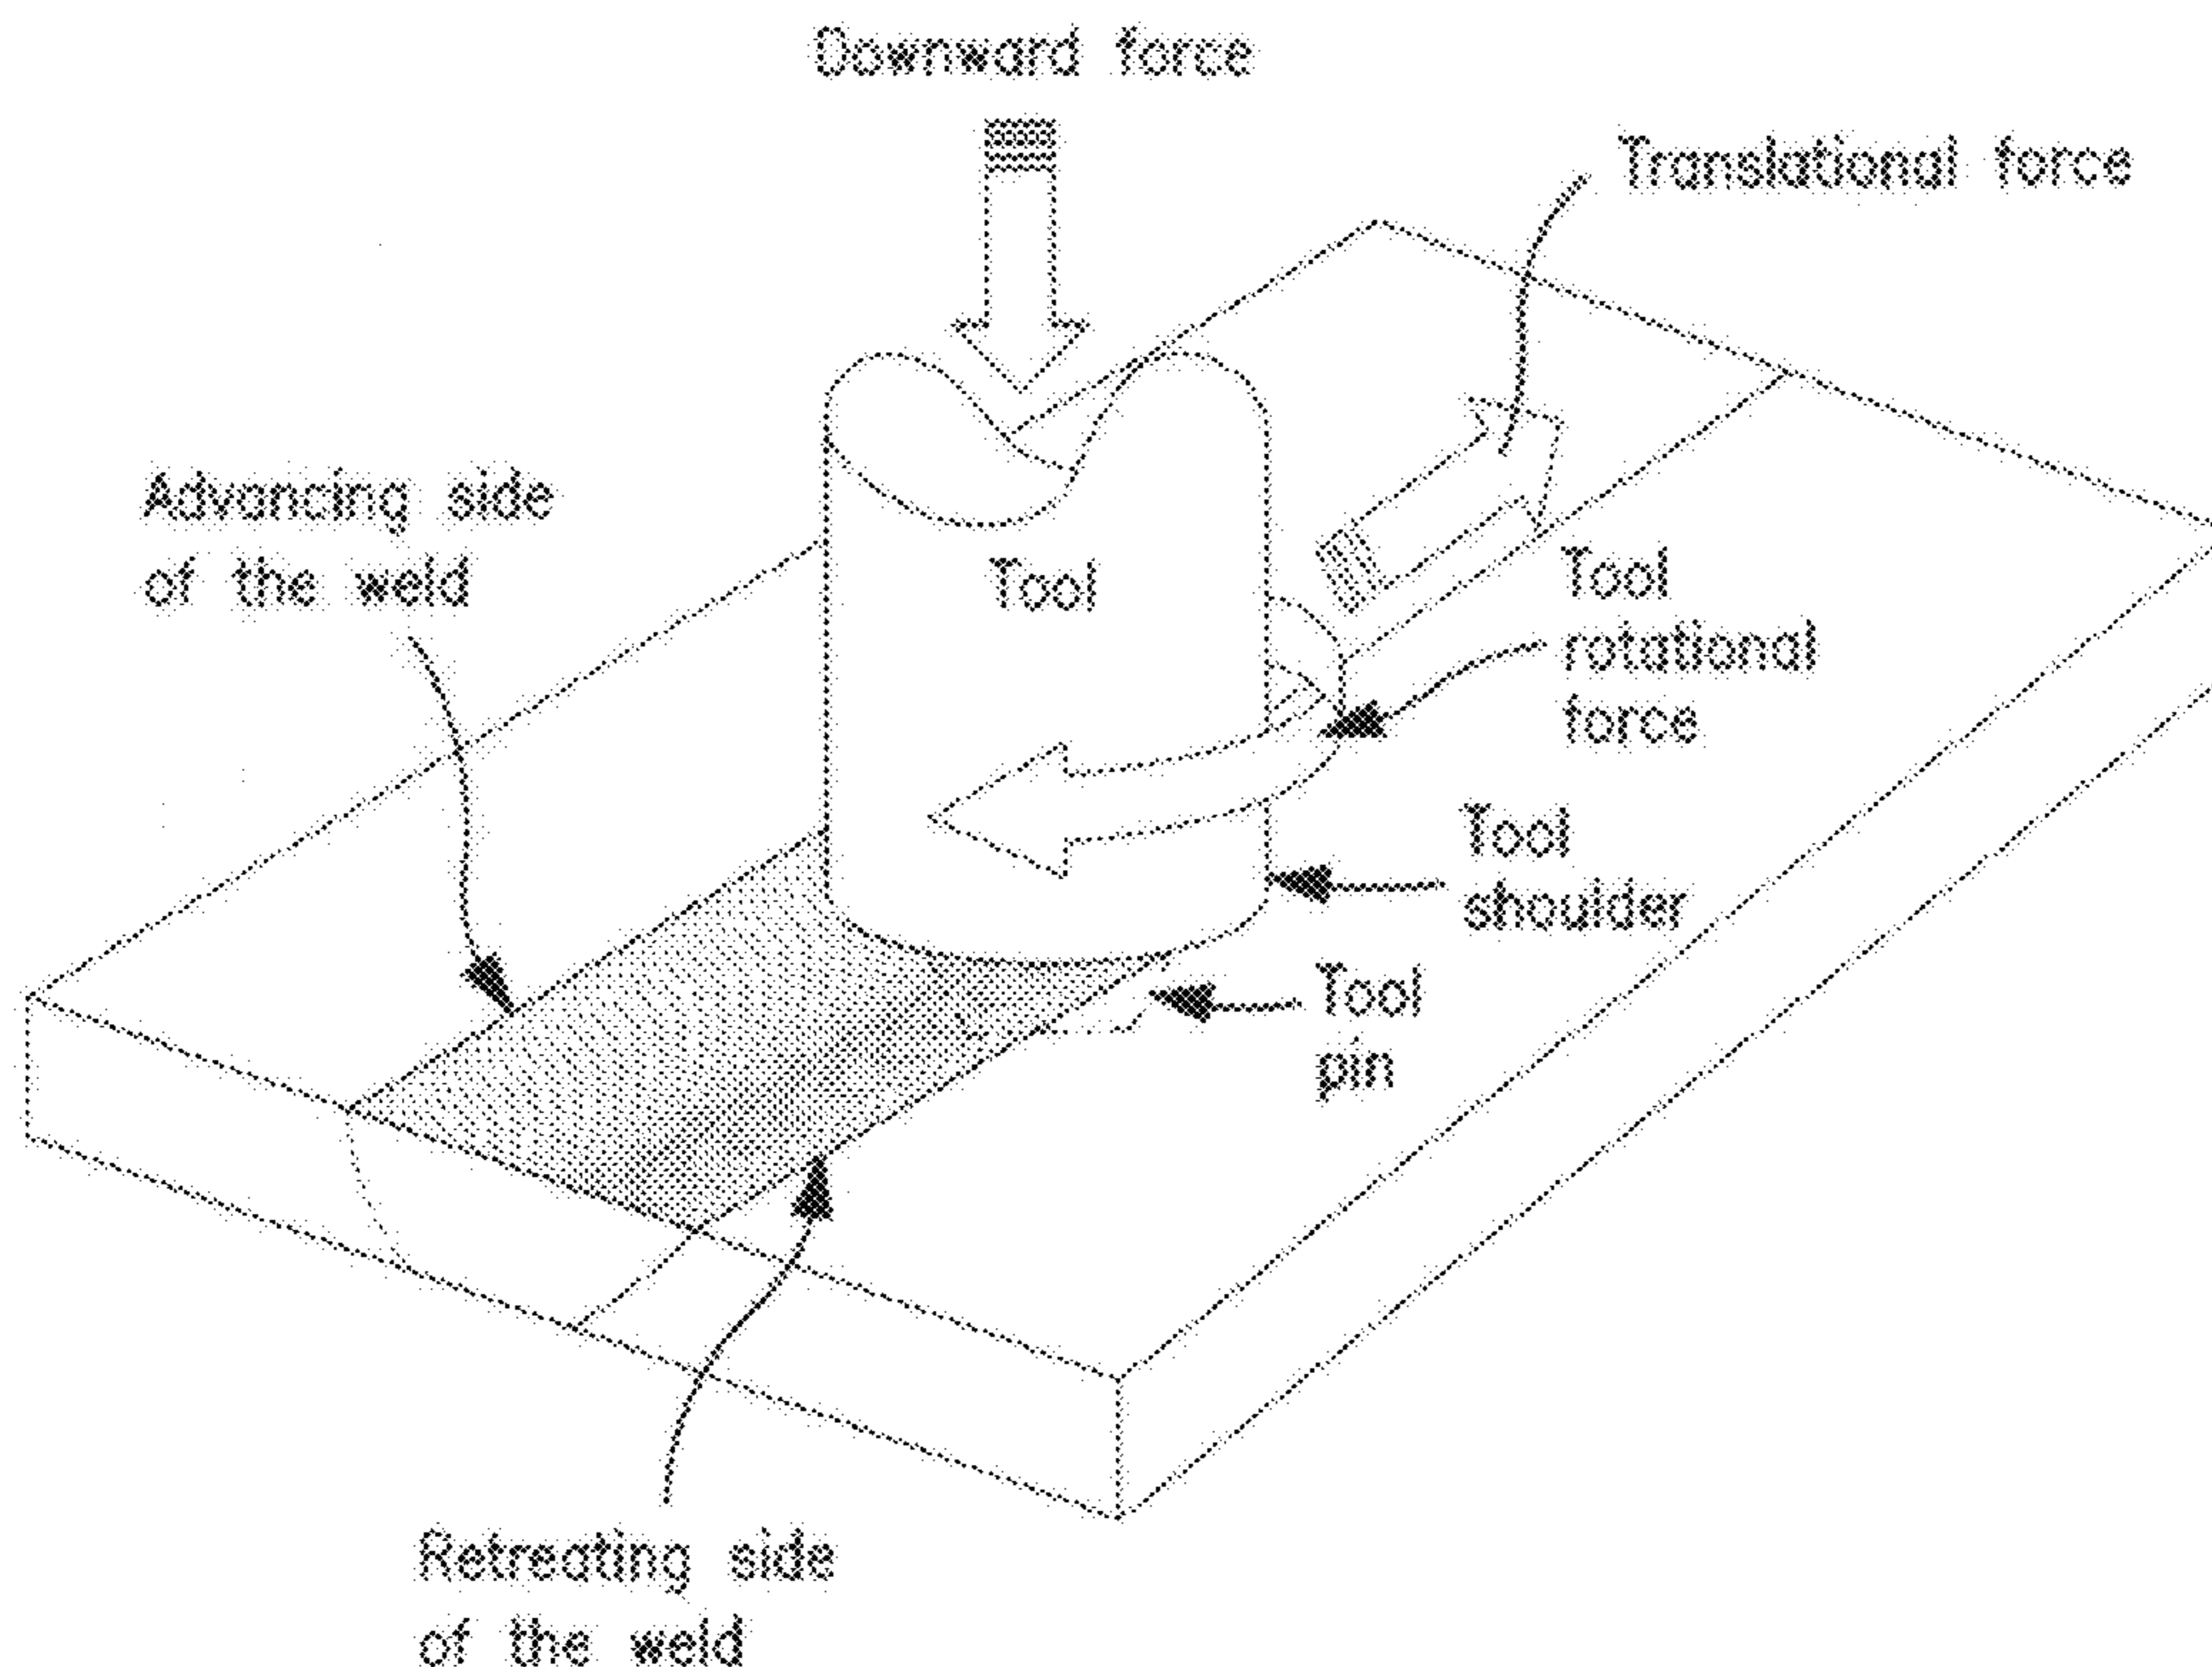 Downward force
Translational force
Advancing side
of the weld
Tool
Tool
rotational
force
Tool
shoulder
Tool
pin
Retreating side
of the weld